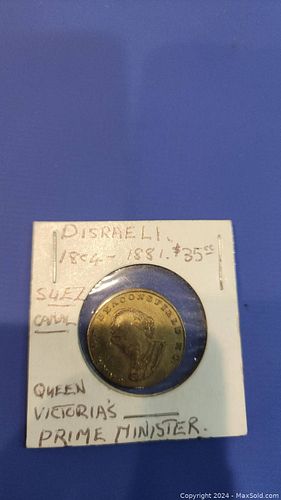 DISRAELI.
1804 - 1881. $35.00
SUEZ
CANAL
BEACONSFIELD
QUEEN
VICTORIA'S
PRIME MINISTER.
Copyright © 2024 - MaxSold.com